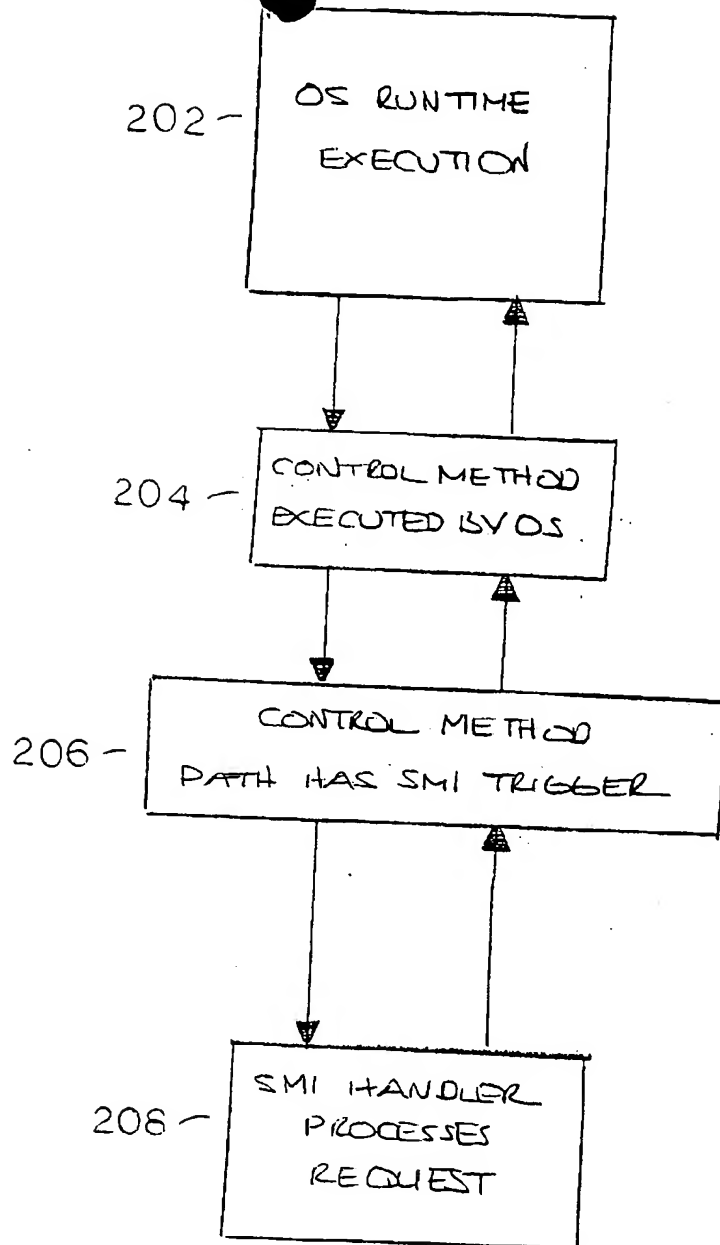 202
OS RUNTIME
EXECUTION
204
CONTROL METHOD
EXECUTED BY OS
206
CONTROL METHOD
PATH HAS SMI TRIGGER
208
SMI HANDLER
PROCESSES
REQUEST